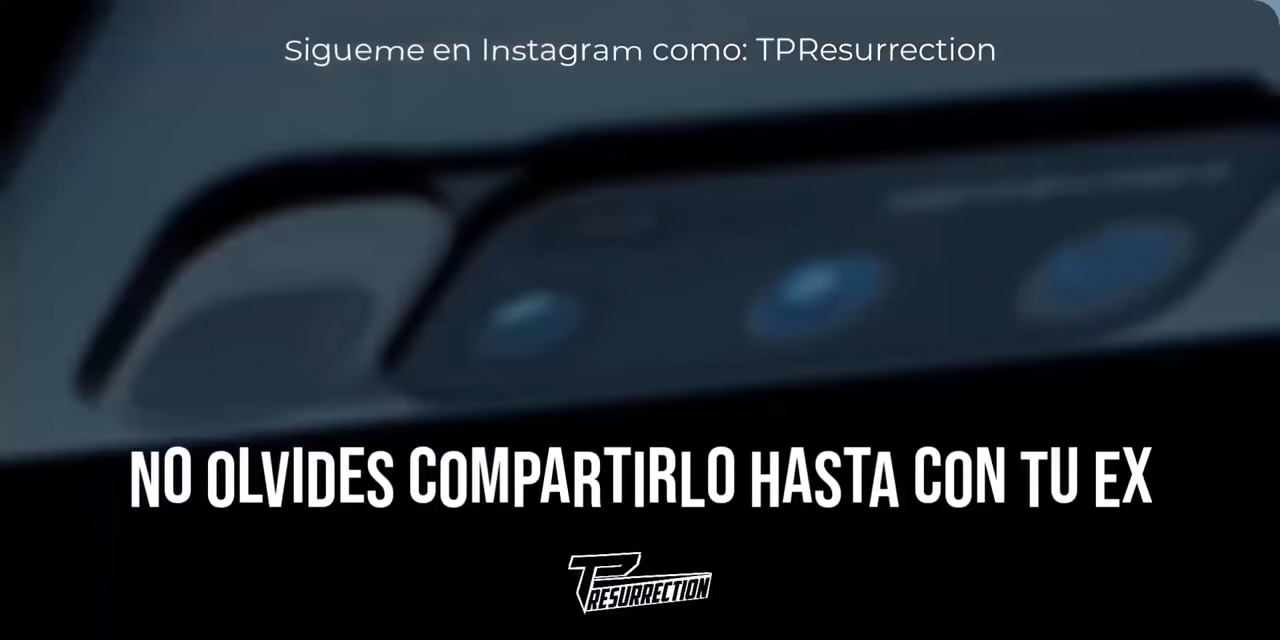 Sigueme en Instagram como: TPResurrection
NO OLVIDES COMPARTIRLO HASTA CON TU EX
TP
RESURRECTION